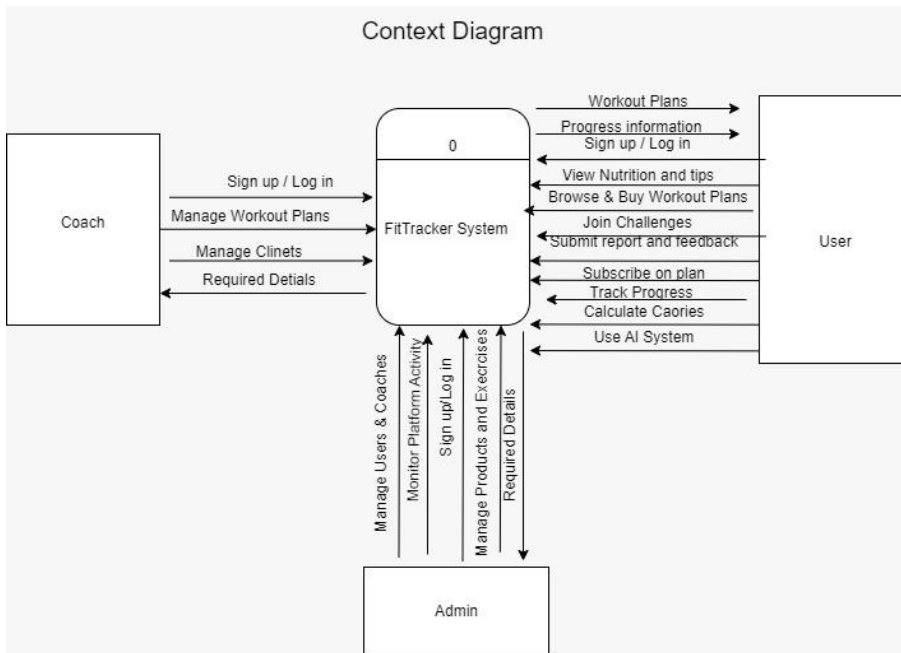 Context Diagram
Workout Plans
Progress information
Sign up / Log in
0
View Nutrition and tips
Sign up / Log in
Browse & Buy Workout Plans
Manage Workout Plans
Coach
FitTracker System
Join Challenges
User
Submit report and feedback
Manage Clinets
Subscribe on plan
Required Detials
Track Progress
Calculate Caories
Use AI System
Manage Users & Coaches
Monitor Platform Activity
Sign up/Log in
Manage Products and Execrcises
Required Details
Admin